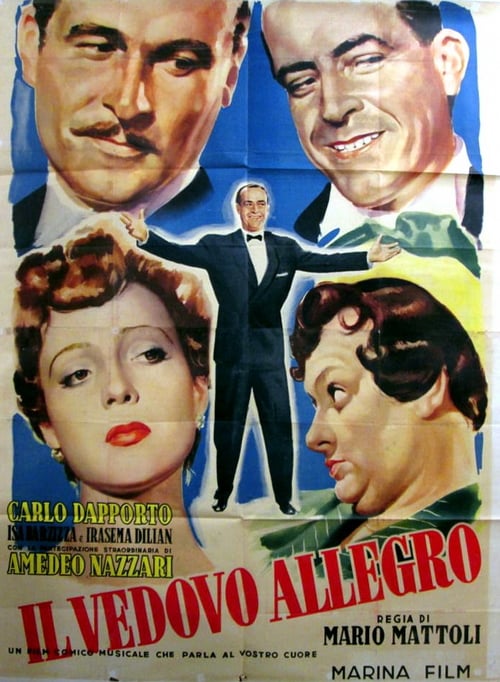 CARLO DAPPORTO
ISA BARZIZZA e IRASEMA DILIAN
CON LA PARTECIPAZIONE STRAORDINARIA DI
AMEDEO NAZZARI
IL VEDOVO ALLEGRO
REGIA DI
MARIO MATTOLI
UN FILM COMICO-MUSICALE CHE PARLA AL VOSTRO CUORE
MARINA FILM